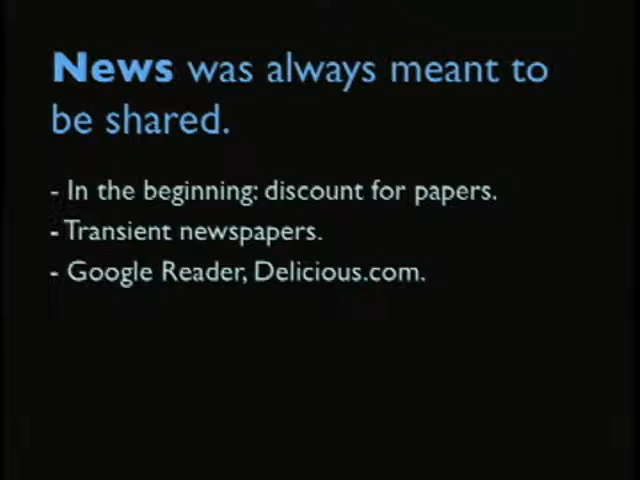 News was always meant to
be shared.
- In the beginning: discount for papers.
- Transient newspapers.
- Google Reader, Delicious.com.